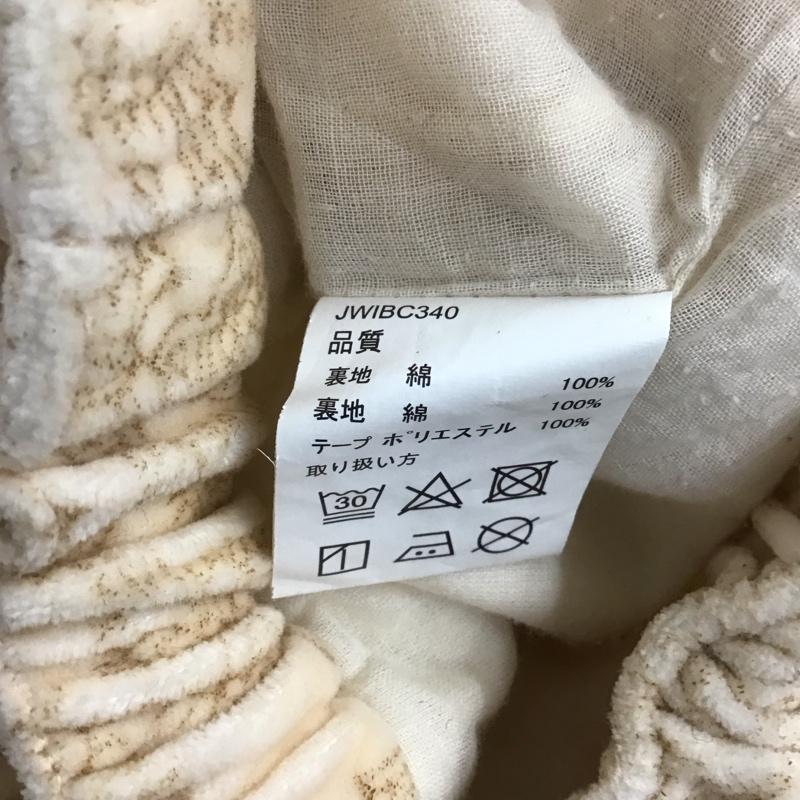 JWIBC340
品質
裏地 綿 100%
裏地 綿 100%
テープ ポリエステル 100%
取り扱い方
30